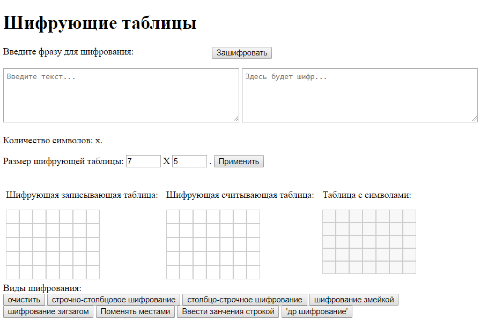 Шифрующие таблицы
Введите фразу для шифрования: Зашифровать
Введите текст... Здесь будет шифр...
Количество символов: x.
Размер шифрующей таблицы: 7 X 5 . Применить
Шифрующая записывающая таблица: Шифрующая считывающая таблица: Таблица с символами:
Виды шифрования:
очистить строчно-столбцовое шифрование столбцо-строчное шифрование шифрование змейкой
шифрование зигзагом Поменять местами Ввести занчения строкой 'др шифрование'